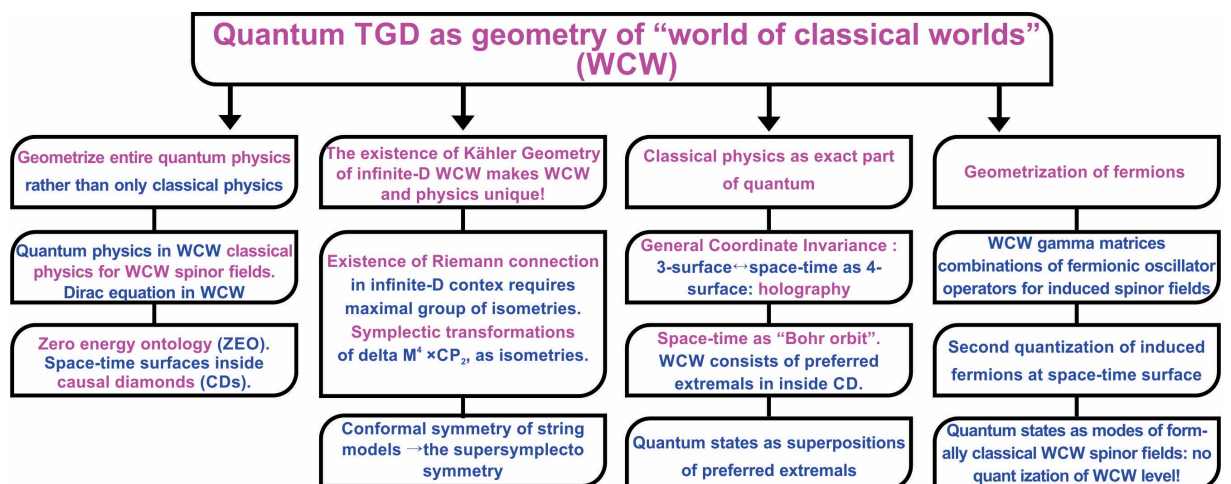 Quantum TGD as geometry of “world of classical worlds”
(WCW)
Geometrize entire quantum physics
rather than only classical physics
Quantum physics in WCW classical
physics for WCW spinor fields.
Dirac equation in WCW
Zero energy ontology (ZEO).
Space-time surfaces inside
causal diamonds (CDs).
The existence of Kähler Geometry
of infinite-D WCW makes WCW
and physics unique!
Existence of Riemann connection
in infinite-D contex requires
maximal group of isometries.
Symplectic transformations
of delta M⁴ ×CP₂, as isometries.
Conformal symmetry of string
models →the supersymplecto
symmetry
Classical physics as exact part
of quantum
General Coordinate Invariance :
3-surface↔space-time as 4-
surface: holography
Space-time as “Bohr orbit”.
WCW consists of preferred
extremals in inside CD.
Quantum states as superpositions
of preferred extremals
Geometrization of fermions
WCW gamma matrices
combinations of fermionic oscillator
operators for induced spinor fields
Second quantization of induced
fermions at space-time surface
Quantum states as modes of form-
ally classical WCW spinor fields: no
quant ization of WCW level!